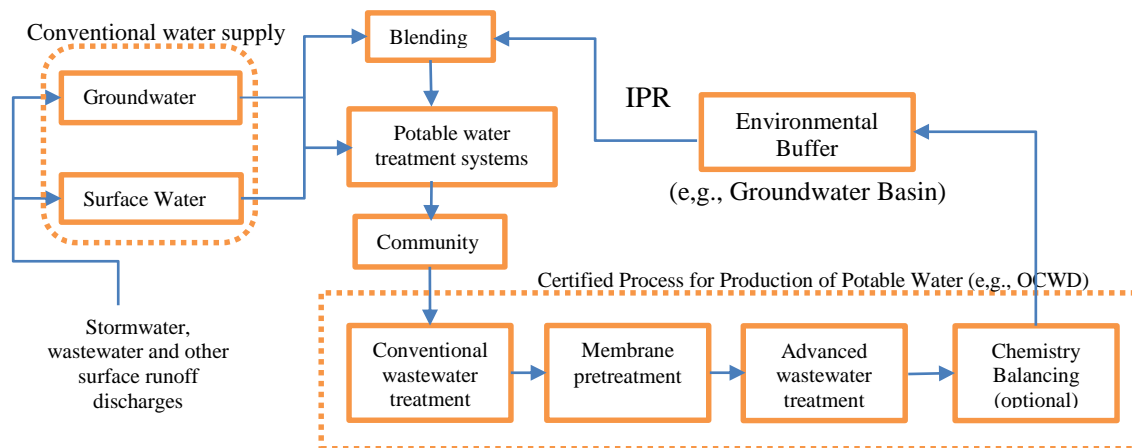 Conventional water supply
Groundwater
Surface Water
Stormwater,
wastewater and other
surface runoff
discharges
Blending
Potable water
treatment systems
Community
IPR
Environmental
Buffer
(e,g., Groundwater Basin)
Certified Process for Production of Potable Water (e,g., OCWD)
Conventional
wastewater
treatment
Membrane
pretreatment
Advanced
wastewater
treatment
Chemistry
Balancing
(optional)